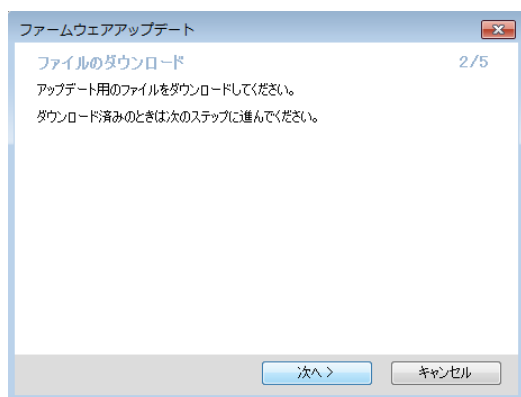 ファームウェアアップデート
ファイルのダウンロード 2/5
アップデート用のファイルをダウンロードしてください。
ダウンロード済みのときは次のステップに進んでください。
次へ > キャンセル